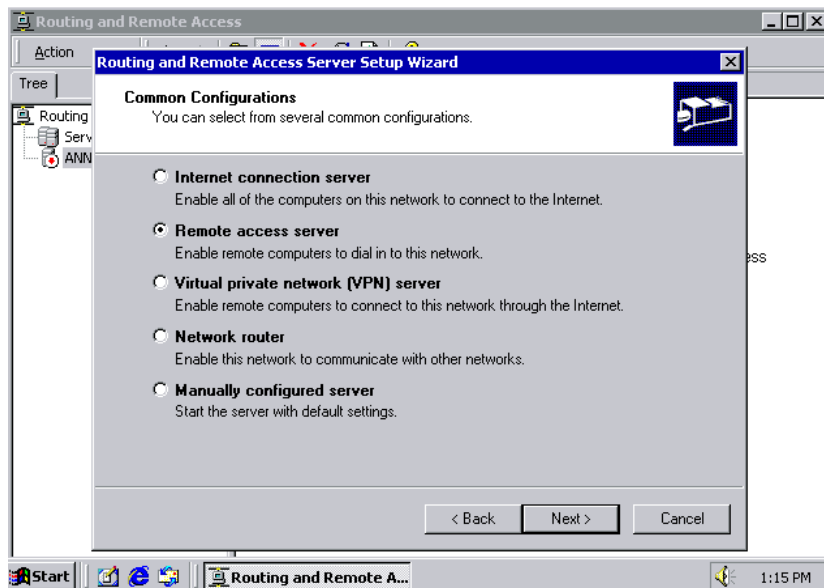 Routing and Remote Access
Action
Tree
Routing
Serv
ANN
ess
Routing and Remote Access Server Setup Wizard
Common Configurations
You can select from several common configurations.
Internet connection server
Enable all of the computers on this network to connect to the Internet.
Remote access server
Enable remote computers to dial in to this network.
Virtual private network (VPN) server
Enable remote computers to connect to this network through the Internet.
Network router
Enable this network to communicate with other networks.
Manually configured server
Start the server with default settings.
< Back
Next >
Cancel
Start
Routing and Remote A...
1:15 PM